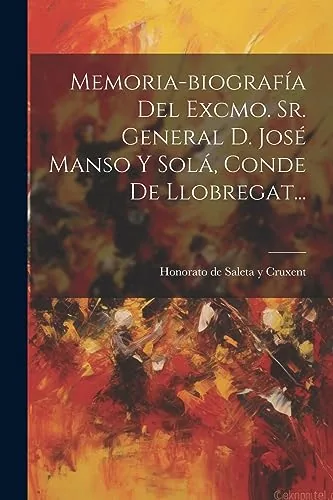 Memoria-biografía
Del Excmo. Sr.
General D. José
Manso Y Solá, Conde
De Llobregat...
Honorato de Saleta y Cruxent